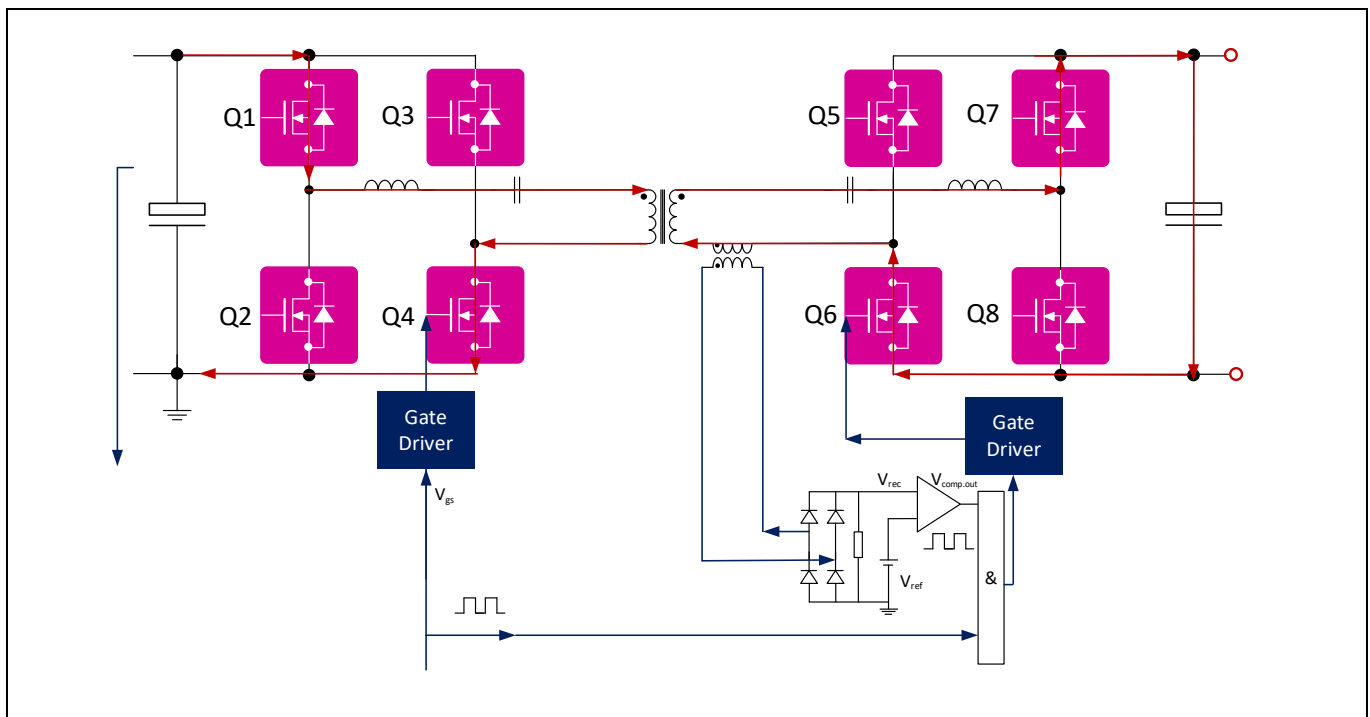 Q1
Q3
Q5
Q7
Q2
Q4
Q6
Q8
Gate
Driver
Gate
Driver
Vgs
Vrec
Vcomp.out
Vref
&